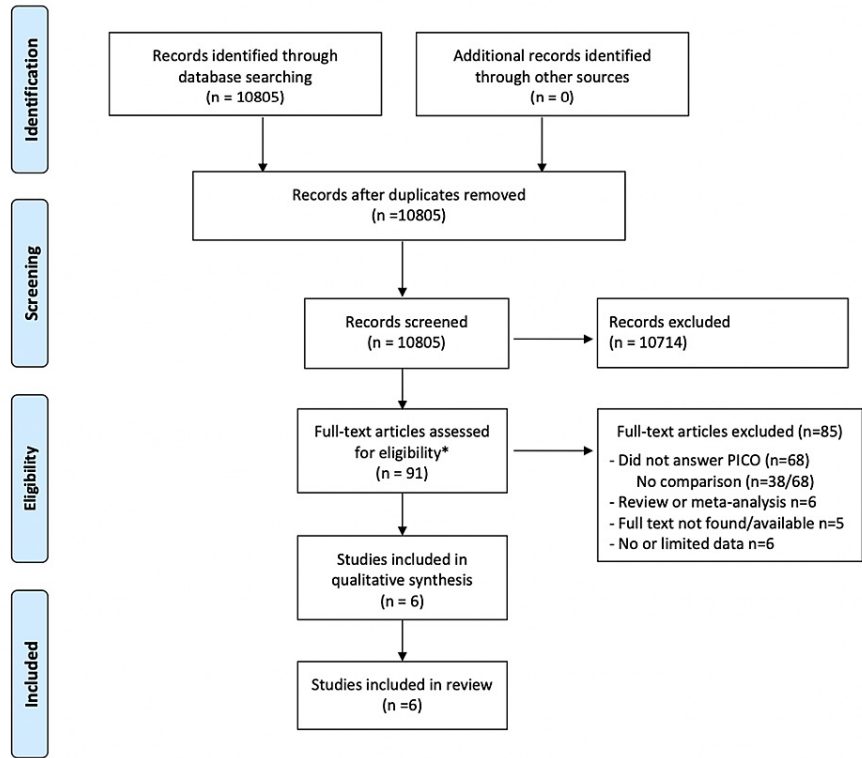 Identification
Records identified through
database searching
(n = 10805)
Additional records identified
through other sources
(n = 0)
Records after duplicates removed
(n =10805)
Screening
Records screened
(n = 10805)
Records excluded
(n = 10714)
Eligibility
Full-text articles assessed
for eligibility*
(n = 91)
Full-text articles excluded (n=85)
- Did not answer PICO (n=68)
No comparison (n=38/68)
- Review or meta-analysis n=6
- Full text not found/available n=5
- No or limited data n=6
Studies included in
qualitative synthesis
(n = 6)
Included
Studies included in review
(n =6)